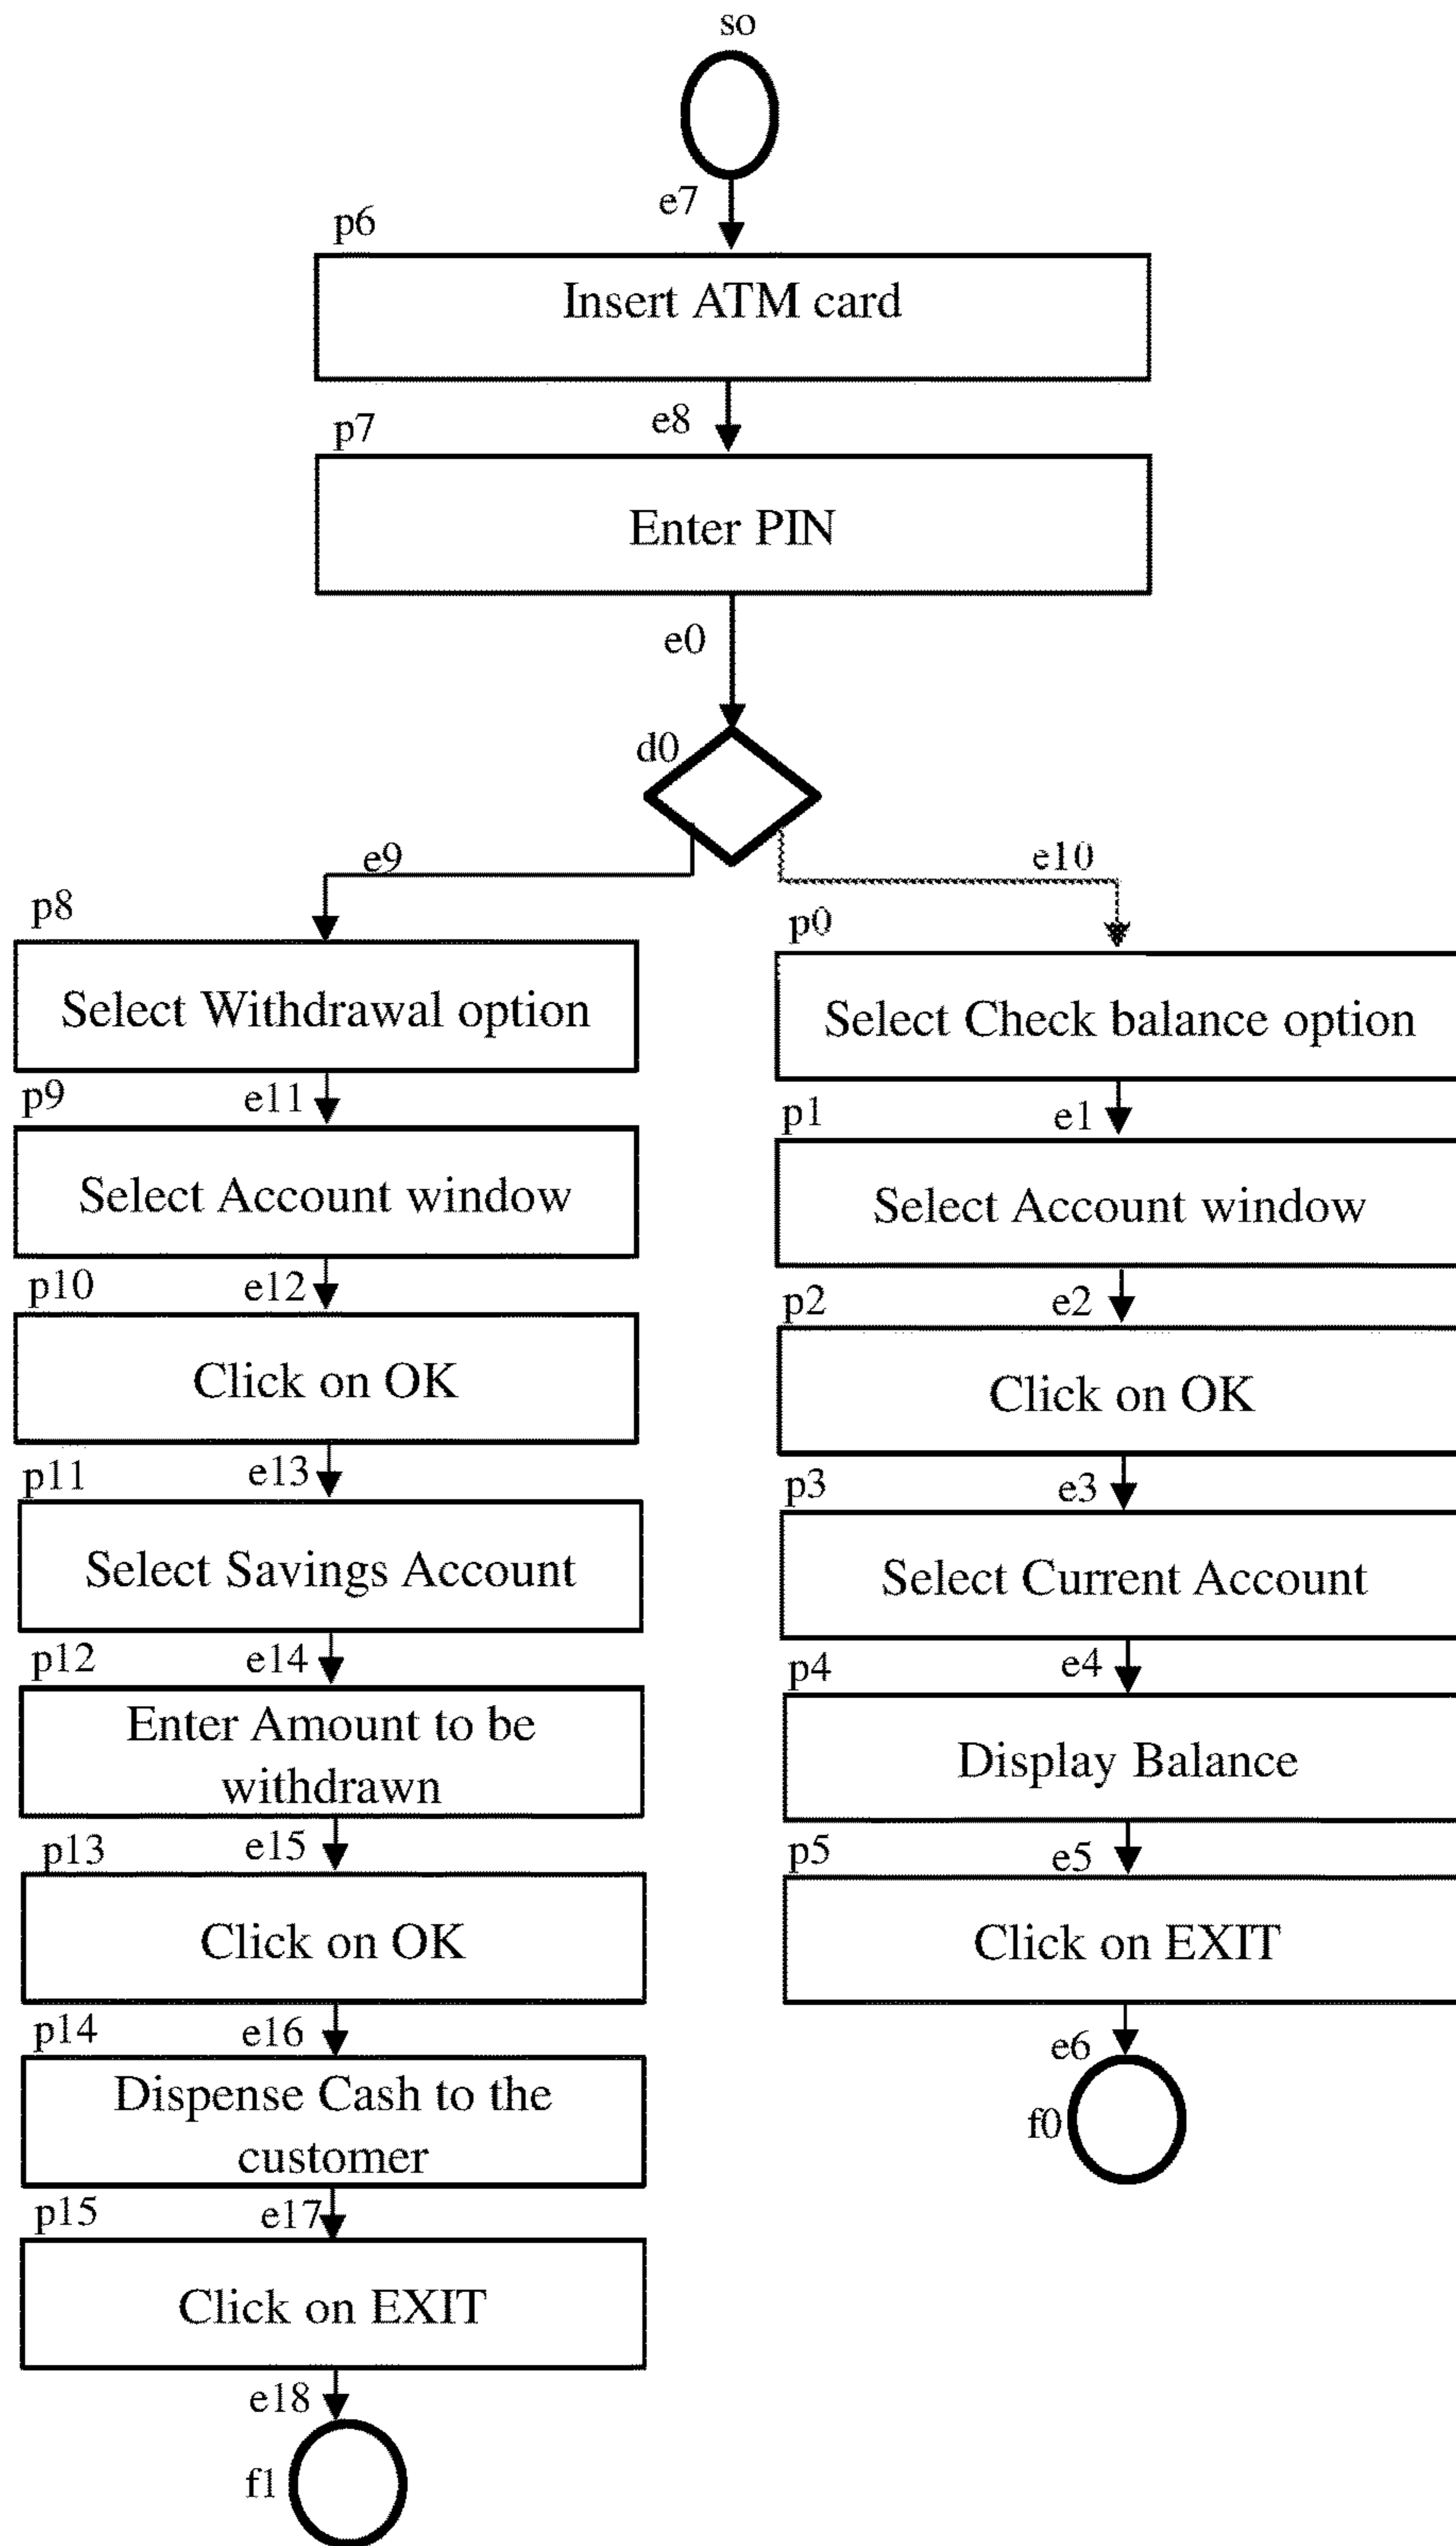 so
e7
p6
Insert ATM card
e8
p7
Enter PIN
e0
d0
e9
e10
p8
p0
Select Withdrawal option
Select Check balance option
p9
e11
p1
e1
Select Account window
Select Account window
p10
e12
p2
e2
Click on OK
Click on OK
p11
e13
p3
e3
Select Savings Account
Select Current Account
p12
e14
p4
e4
Enter Amount to be
withdrawn
Display Balance
p13
e15
p5
e5
Click on OK
Click on EXIT
p14
e16
e6
Dispense Cash to the
customer
f0
p15
e17
Click on EXIT
e18
f1